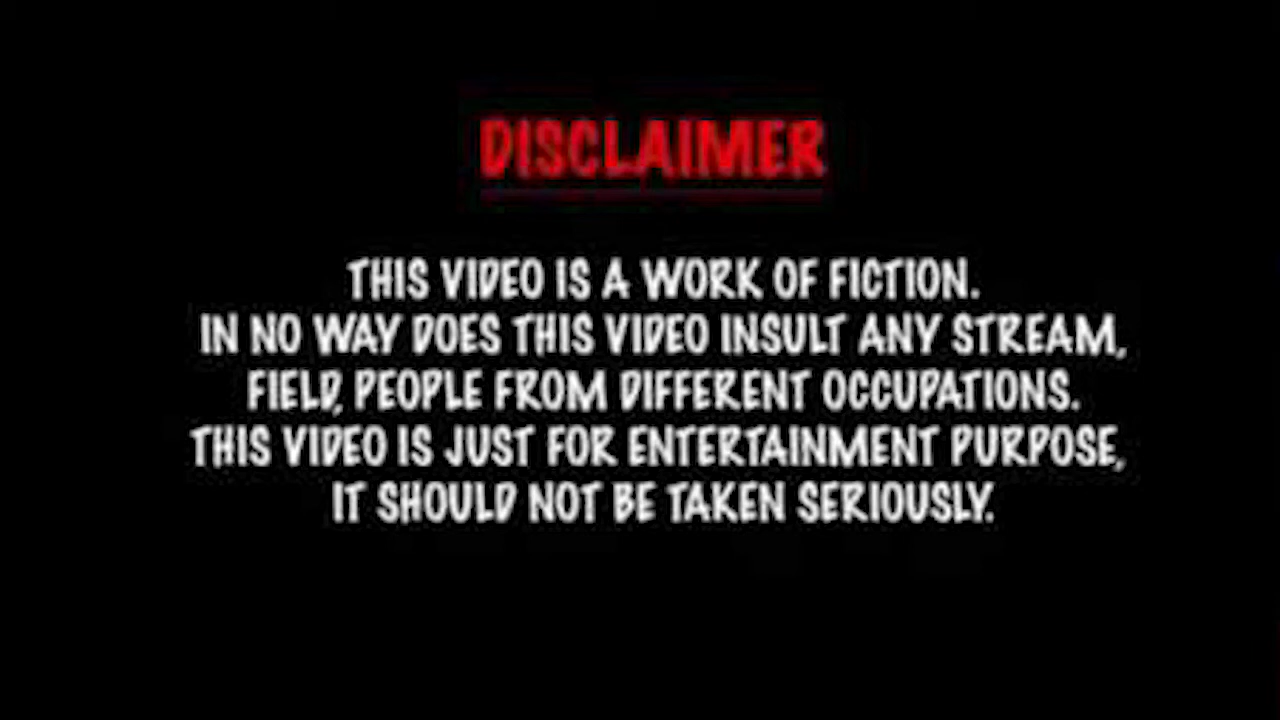 DISCLAIMER
THIS VIDEO IS A WORK OF FICTION.
IN NO WAY DOES THIS VIDEO INSULT ANY STREAM,
FIELD, PEOPLE FROM DIFFERENT OCCUPATIONS.
THIS VIDEO IS JUST FOR ENTERTAINMENT PURPOSE,
IT SHOULD NOT BE TAKEN SERIOUSLY.